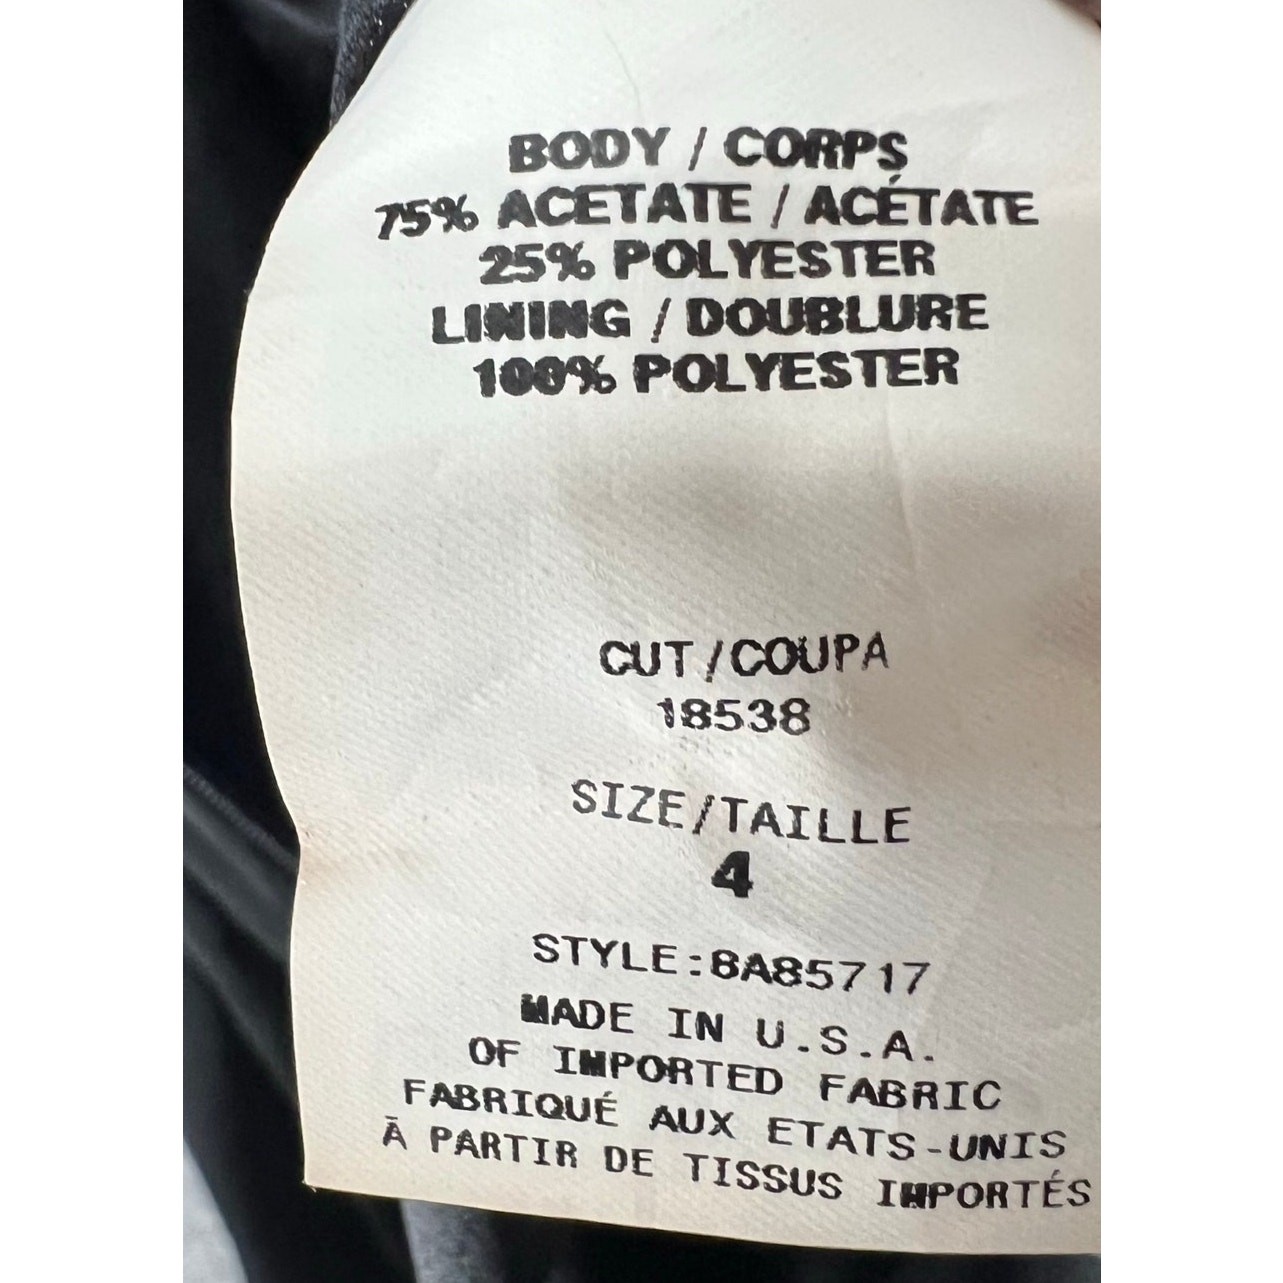 BODY / CORPS
75% ACETATE / ACÉTATE
25% POLYESTER
LINING / DOUBLURE
100% POLYESTER
CUT/COUPA
18538
SIZE/TAILLE
4
STYLE:8A85717
MADE IN U.S.A.
OF IMPORTED FABRIC
FABRIQUÉ AUX ETATS-UNIS
Ā PARTIR DE TISSUS IMPORTÉS